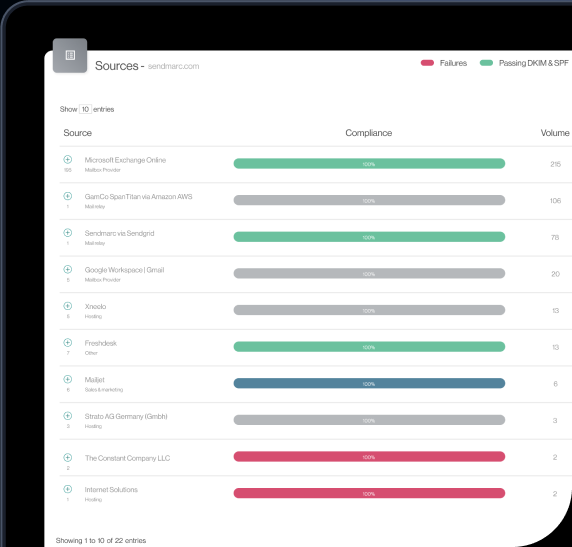 Sources - sendmarc.com
Failures Passing DKIM & SPF
Show 10 entries
Source Compliance Volume
Microsoft Exchange Online
Mailbox Provider
100% 215
GamCo SpanTitan via Amazon AWS
1 Mail relay
100% 106
Sendmarc via Sendgrid
1 Mail relay
100% 78
Google Workspace | Gmail
5 Mailbox Provider
100% 20
Xneelo
Hosting
100% 13
Freshdesk
7 Other
100% 13
Mailjet
6 Sales & marketing
100% 6
Strato AG Germany (Gmbh)
3 Hosting
100% 3
The Constant Company LLC
2
100% 2
Internet Solutions
1 Hosting
100% 2
Showing 1 to 10 of 22 entries